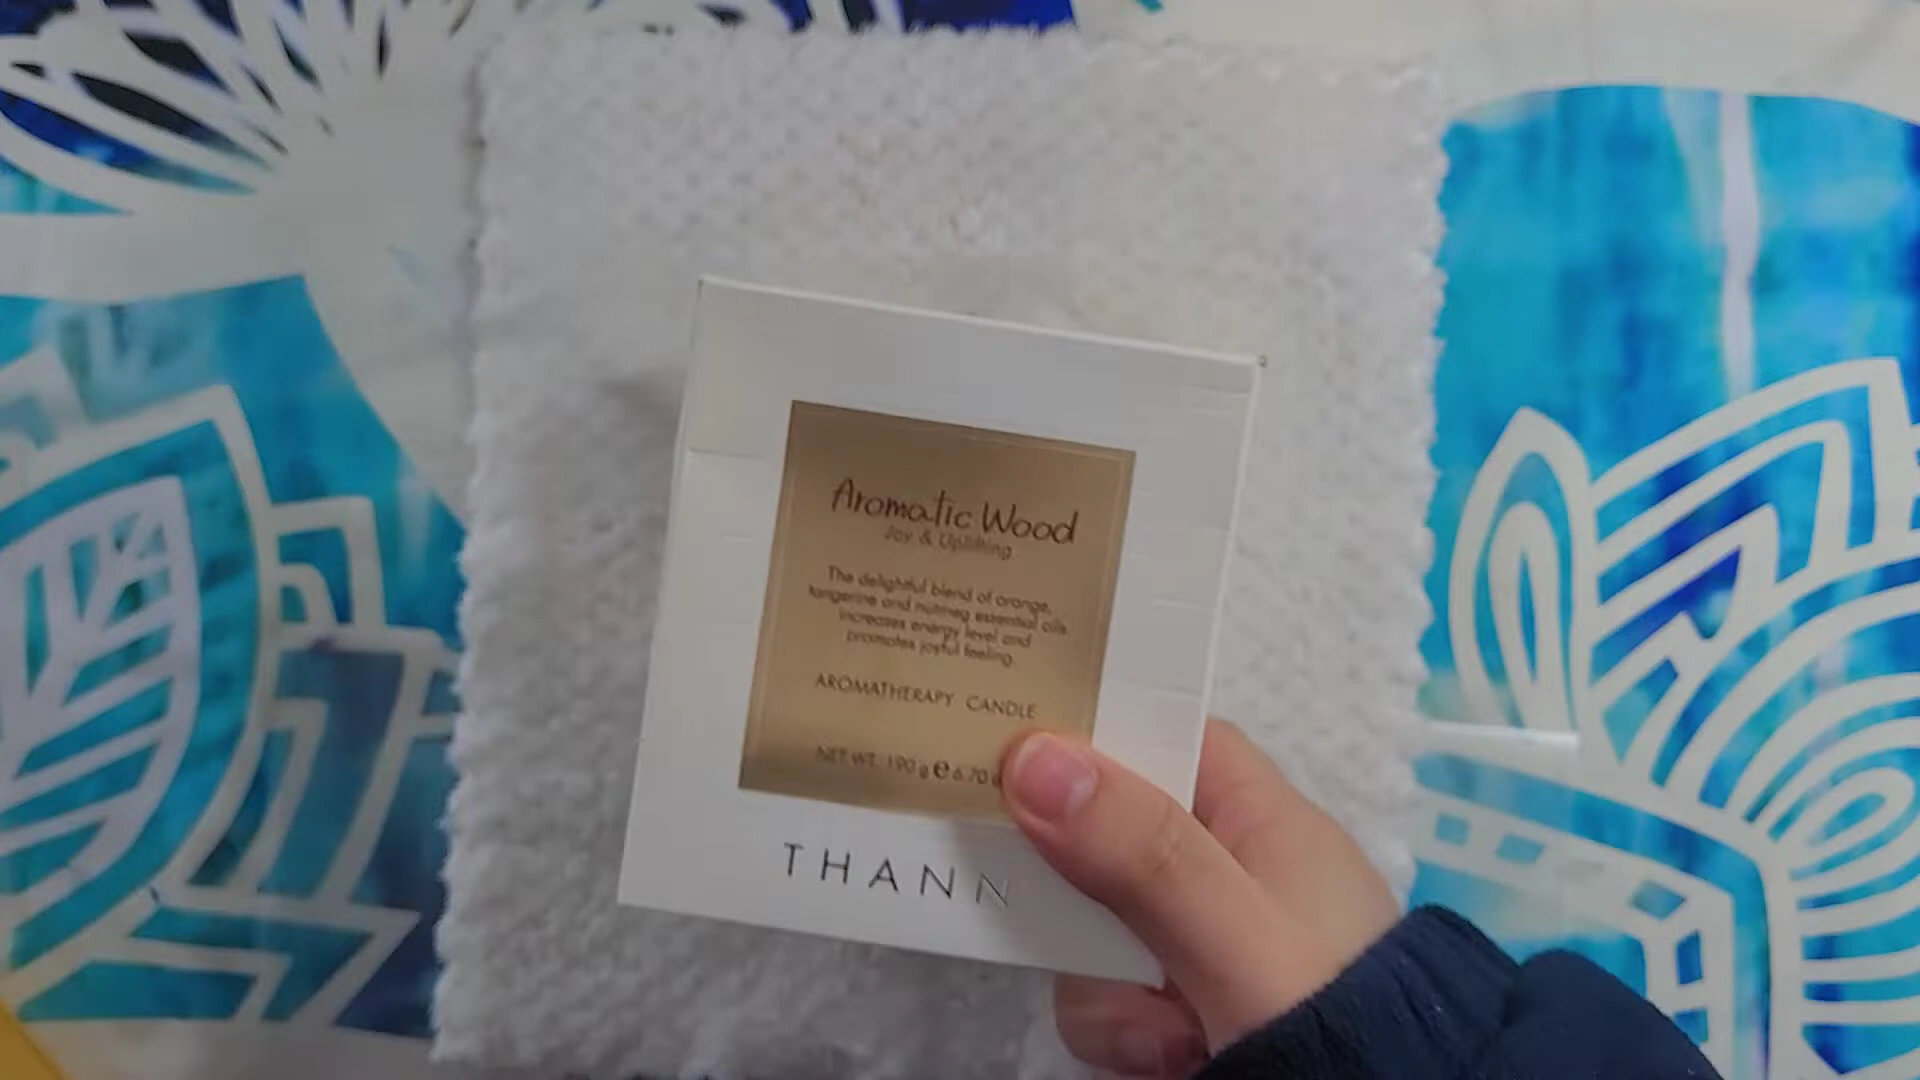 Aromatic Wood
Joy & Uplifting
The delightful blend of orange,
tangerine and nutmeg essential oils
increases energy level and
promotes joyful feeling
AROMATHERAPY CANDLE
NET WT. 190 g e 6.70
THANN